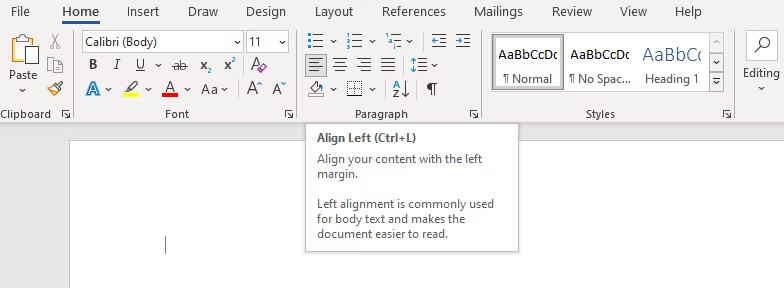 File Home Insert Draw Design Layout References Mailings Review View Help
Calibri (Body) 11
AaBbCcDc AaBbCcDc AaBbCc
Paste
B I U ab x₂ x²
¶ Normal ¶ No Spac... Heading 1
Editing
A A Aa A A A Z ¶
Clipboard Font Paragraph Styles
Align Left (Ctrl+L)
Align your content with the left
margin.
Left alignment is commonly used
for body text and makes the
document easier to read.